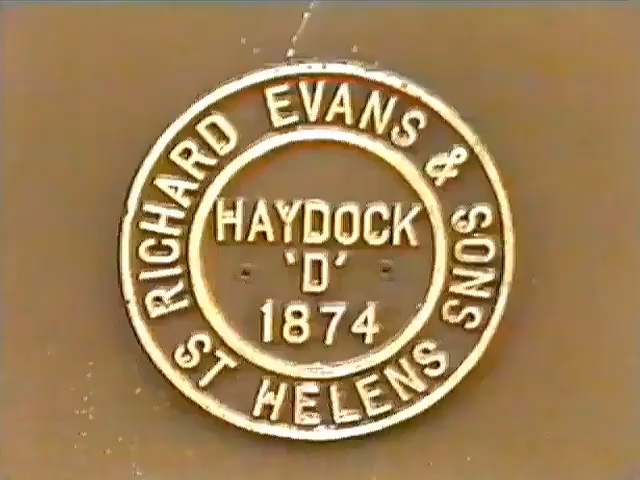 RICHARD EVANS & SONS
ST HELENS
HAYDOCK
'D'
1874